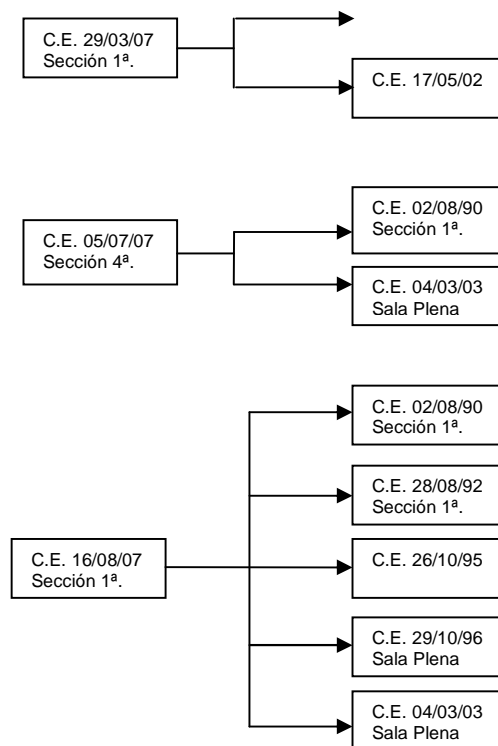 C.E. 29/03/07
Sección 1ª.
C.E. 17/05/02
C.E. 05/07/07
Sección 4ª.
C.E. 02/08/90
Sección 1ª.
C.E. 04/03/03
Sala Plena
C.E. 16/08/07
Sección 1ª.
C.E. 02/08/90
Sección 1ª.
C.E. 28/08/92
Sección 1ª.
C.E. 26/10/95
C.E. 29/10/96
Sala Plena
C.E. 04/03/03
Sala Plena